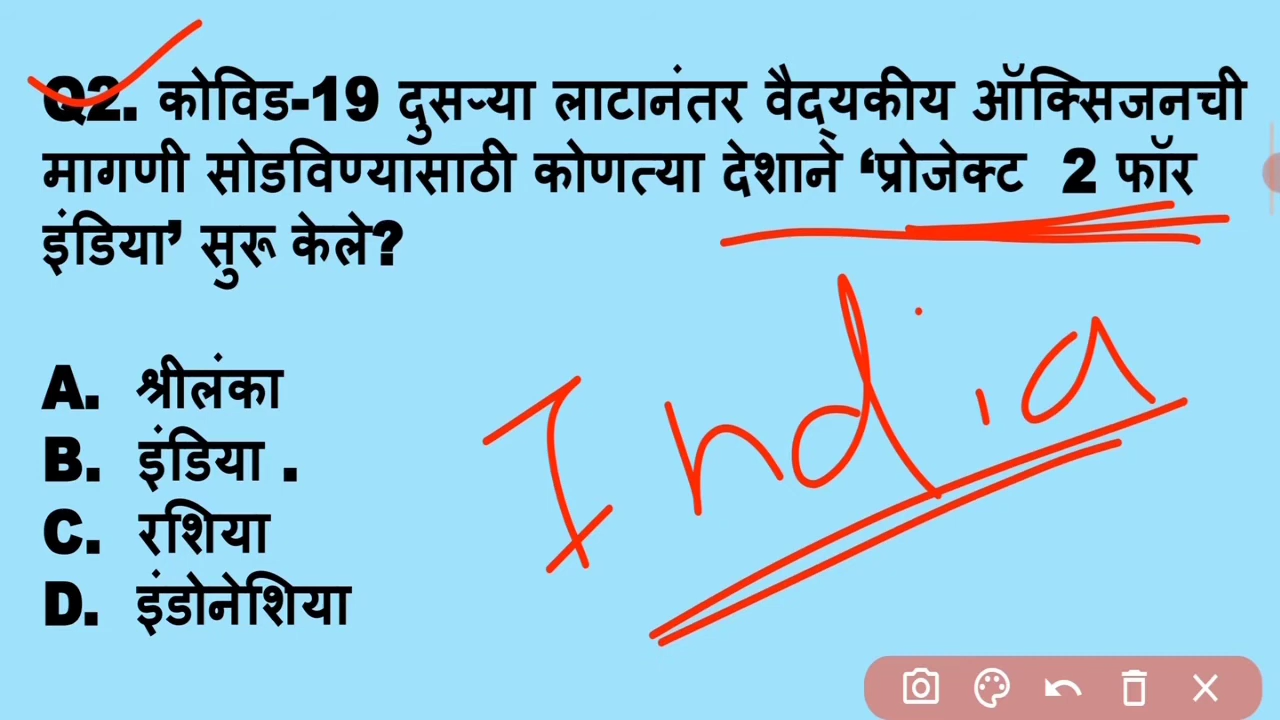 Q2. कोविड-19 दुसऱ्या लाटानंतर वैद्यकीय ऑक्सिजनची
मागणी सोडविण्यासाठी कोणत्या देशाने ‘प्रोजेक्ट 2 फॉर
इंडिया’ सुरू केले?
India
A. श्रीलंका
B. इंडिया .
C. रशिया
D. इंडोनेशिया